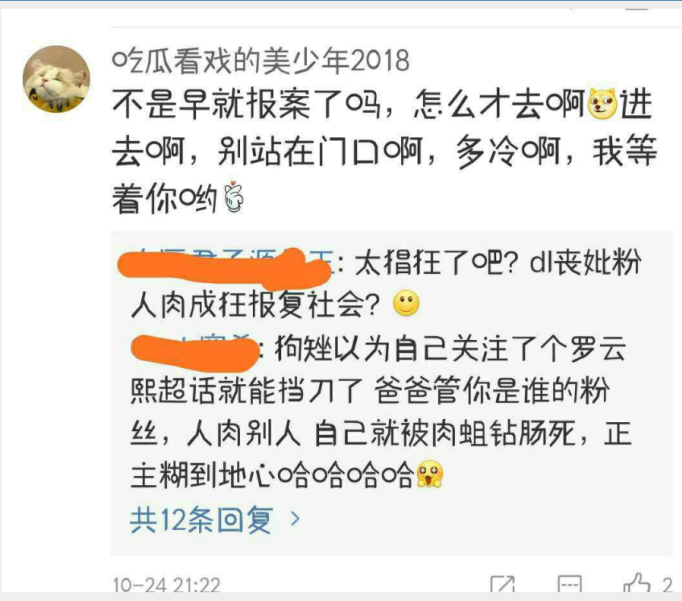 吃瓜看戏的美少年2018
不是早就报案了吗，怎么才去啊进
去啊，别站在门口啊，多冷啊，我等
着你哟
: 太猖狂了吧？dl丧妣粉
人肉成狂报复社会？
: 狗矬以为自己关注了个罗云
熙超话就能挡刀了 爸爸管你是谁的粉
丝，人肉别人 自己就被肉蛆钻肠死，正
主糊到地心哈哈哈哈
共12条回复 >
10-24 21:22
2